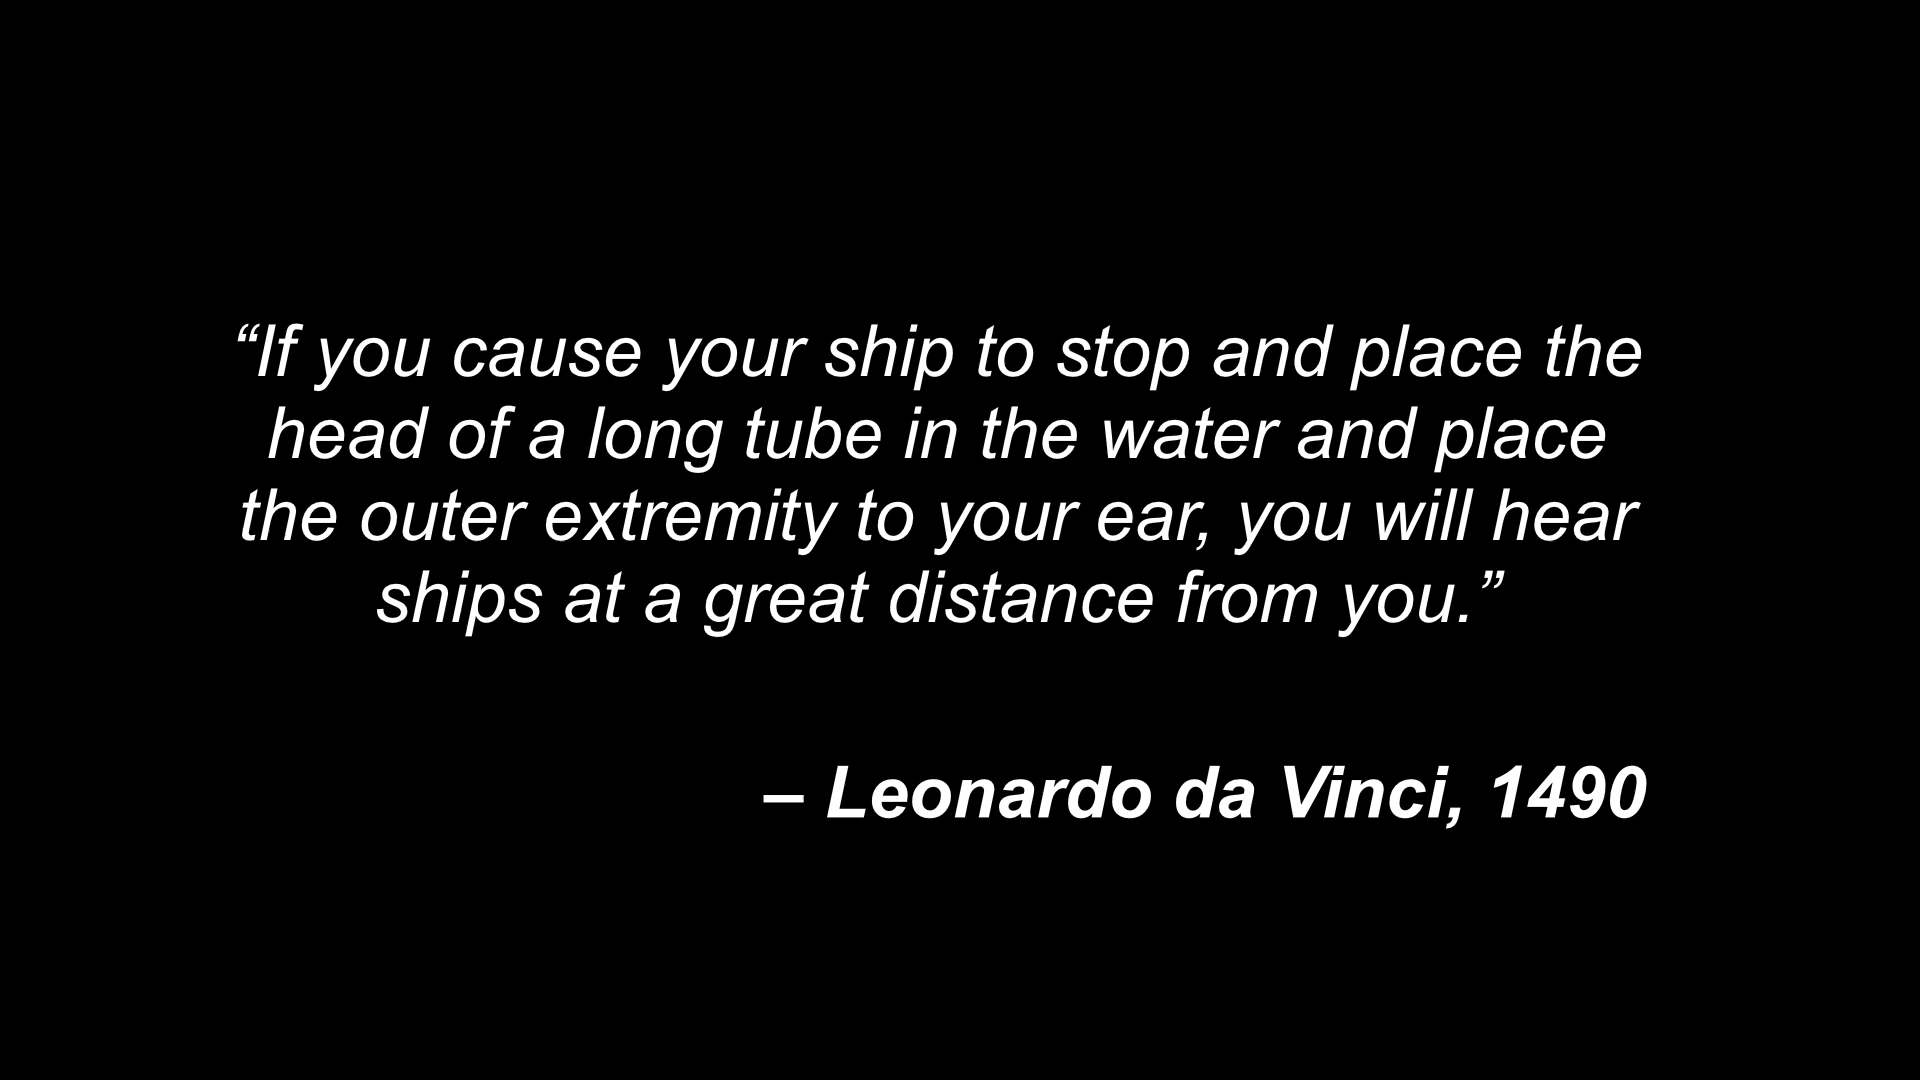 “If you cause your ship to stop and place the
head of a long tube in the water and place
the outer extremity to your ear, you will hear
ships at a great distance from you.”
– Leonardo da Vinci, 1490